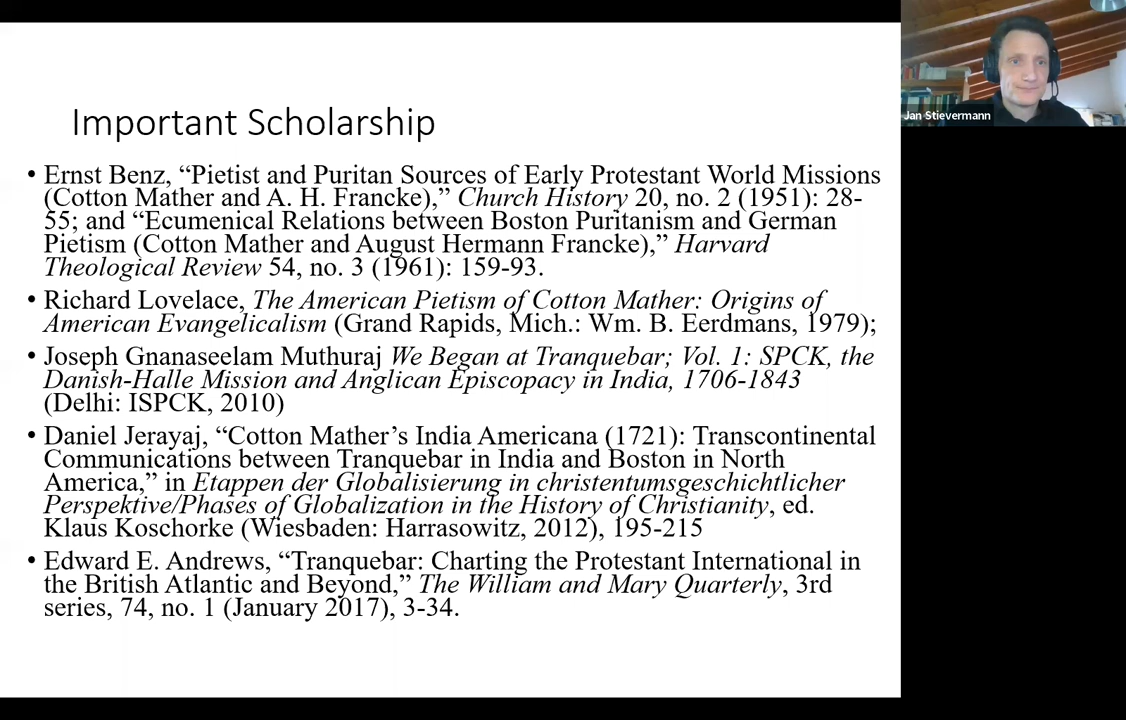 Important Scholarship
• Ernst Benz, “Pietist and Puritan Sources of Early Protestant World Missions
(Cotton Mather and A. H. Francke),” Church History 20, no. 2 (1951): 28-
55; and “Ecumenical Relations between Boston Puritanism and German
Pietism (Cotton Mather and August Hermann Francke),” Harvard
Theological Review 54, no. 3 (1961): 159-93.
• Richard Lovelace, The American Pietism of Cotton Mather: Origins of
American Evangelicalism (Grand Rapids, Mich.: Wm. B. Eerdmans, 1979);
• Joseph Gnanaseelam Muthuraj We Began at Tranquebar; Vol. 1: SPCK, the
Danish-Halle Mission and Anglican Episcopacy in India, 1706-1843
(Delhi: ISPCK, 2010)
• Daniel Jerayaj, “Cotton Mather’s India Americana (1721): Transcontinental
Communications between Tranquebar in India and Boston in North
America,” in Etappen der Globalisierung in christentumsgeschichtlicher
Perspektive/Phases of Globalization in the History of Christianity, ed.
Klaus Koschorke (Wiesbaden: Harrasowitz, 2012), 195-215
• Edward E. Andrews, “Tranquebar: Charting the Protestant International in
the British Atlantic and Beyond,” The William and Mary Quarterly, 3rd
series, 74, no. 1 (January 2017), 3-34.
Jan Stievermann